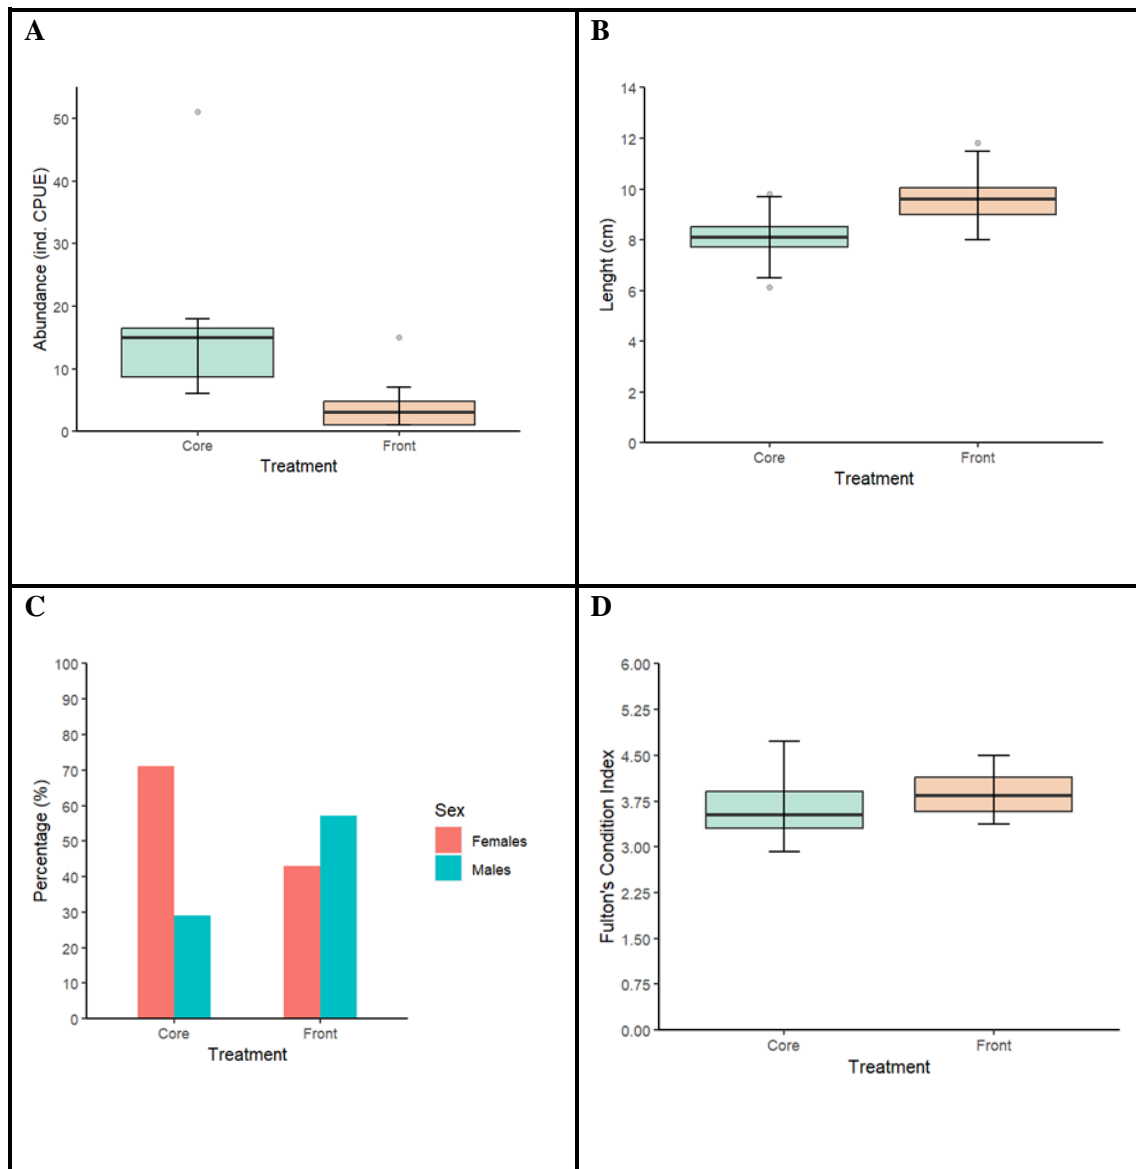 A
50
40
30
20
10
0
Abundance (ind. CPUE)
Core Front
Treatment
B
14
12
10
8
6
4
2
0
Lenght (cm)
Core Front
Treatment
C
100
90
80
70
60
50
40
30
20
10
0
Percentage (%)
Core Front
Treatment
Sex
Females
Males
D
6.00
5.25
4.50
3.75
3.00
2.25
1.50
0.75
0.00
Fulton's Condition Index
Core Front
Treatment